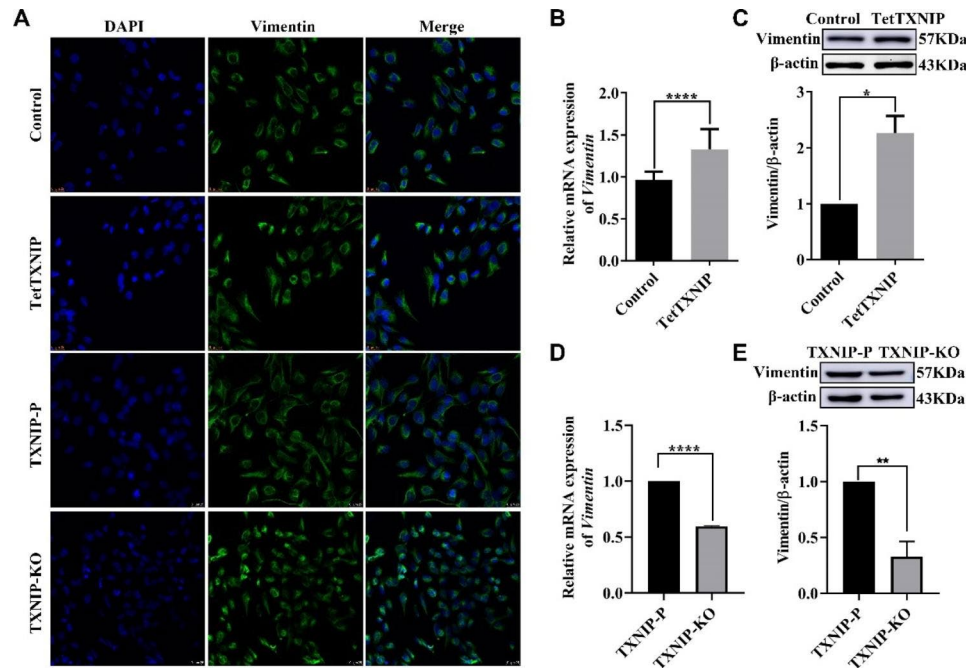 A
DAPI Vimentin Merge
Control
TetTXNIP
TXNIP-P
TXNIP-KO
B
Relative mRNA expression
of Vimentin
2.0
1.5
1.0
0.5
0.0
****
Control
TetTXNIP
C
Control TetTXNIP
Vimentin 57KDa
β-actin 43KDa
Vimentin/β-actin
3
2
1
0
*
Control
TetTXNIP
D
Relative mRNA expression
of Vimentin
1.5
1.0
0.5
0.0
****
TXNIP-P
TXNIP-KO
E
TXNIP-P TXNIP-KO
Vimentin 57KDa
β-actin 43KDa
Vimentin/β-actin
1.5
1.0
0.5
0.0
**
TXNIP-P
TXNIP-KO